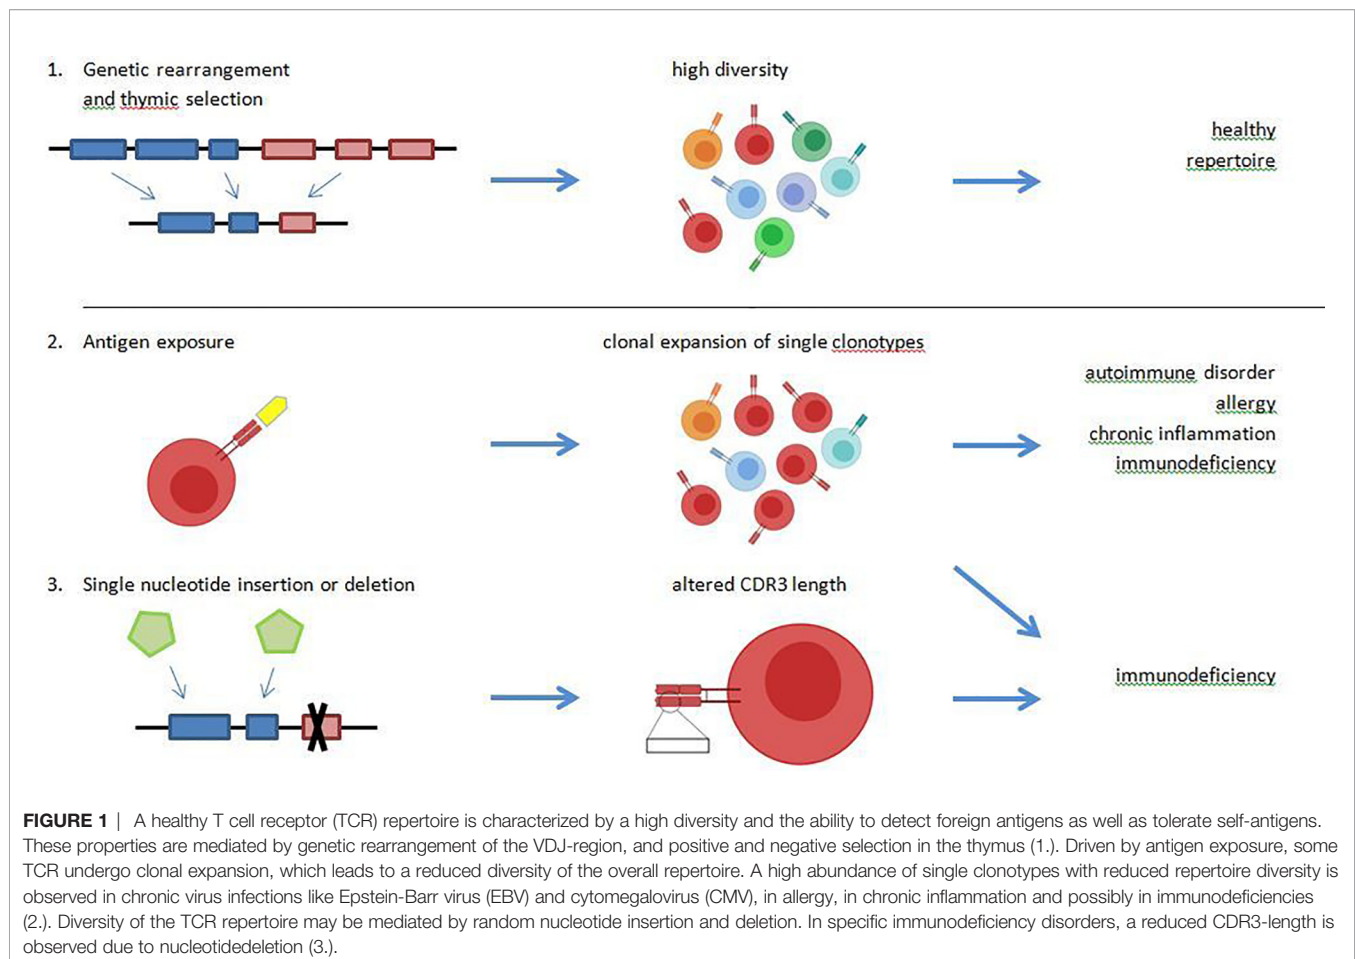 1. Genetic rearrangement
and thymic selection
high diversity
healthy
repertoire
2. Antigen exposure
clonal expansion of single clonotypes
autoimmune disorder
allergy
chronic inflammation
immunodeficiency
3. Single nucleotide insertion or deletion
altered CDR3 length
immunodeficiency
FIGURE 1 | A healthy T cell receptor (TCR) repertoire is characterized by a high diversity and the ability to detect foreign antigens as well as tolerate self-antigens.
These properties are mediated by genetic rearrangement of the VDJ-region, and positive and negative selection in the thymus (1.). Driven by antigen exposure, some
TCR undergo clonal expansion, which leads to a reduced diversity of the overall repertoire. A high abundance of single clonotypes with reduced repertoire diversity is
observed in chronic virus infections like Epstein-Barr virus (EBV) and cytomegalovirus (CMV), in allergy, in chronic inflammation and possibly in immunodeficiencies
(2.). Diversity of the TCR repertoire may be mediated by random nucleotide insertion and deletion. In specific immunodeficiency disorders, a reduced CDR3-length is
observed due to nucleotidedeletion (3.).